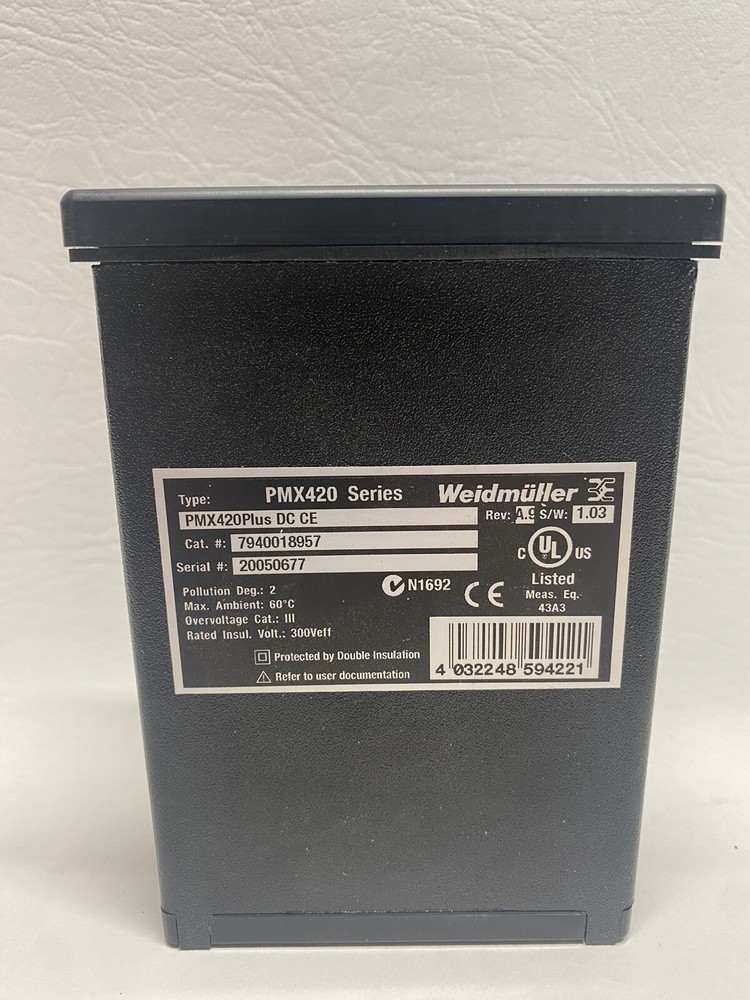 Type: PMX420 Series Weidmüller
PMX420Plus DC CE Rev: A.9 S/W: 1.03
Cat. #: 7940018957
Serial #: 20050677
C UL US
Listed
Meas. Eq.
43A3
N1692 CE
Pollution Deg.: 2
Max. Ambient: 60°C
Overvoltage Cat.: III
Rated Insul. Volt.: 300Veff
Protected by Double Insulation
Refer to user documentation
4 032248 594221